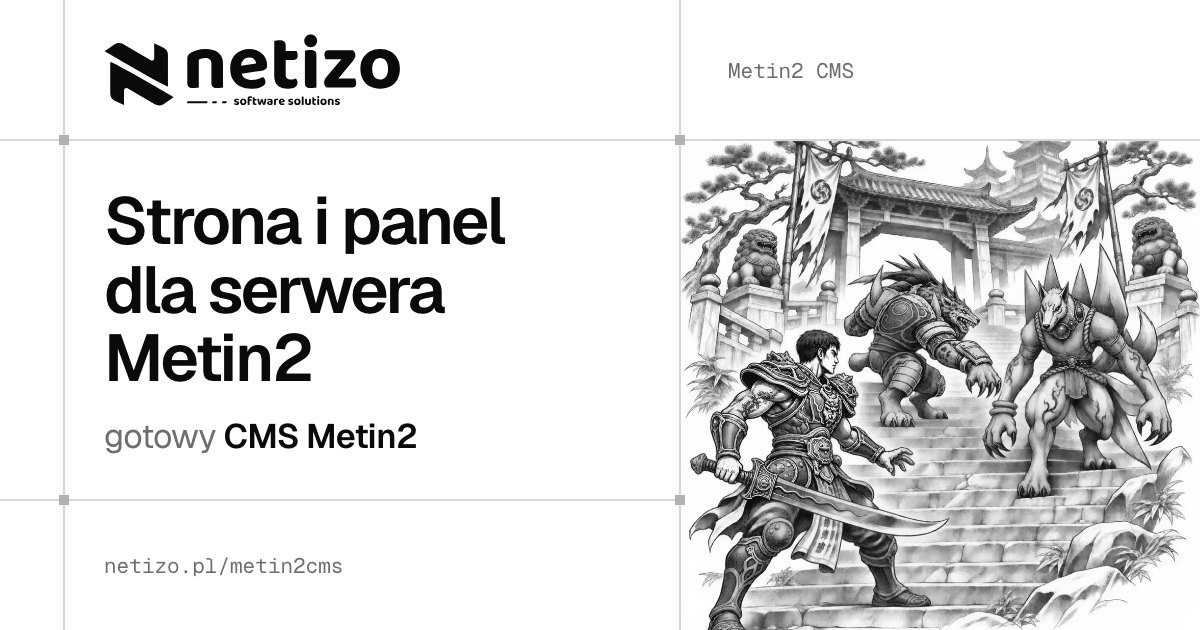 netizo
software solutions
Metin2 CMS
Strona i panel
dla serwera
Metin2
gotowy CMS Metin2
netizo.pl/metin2cms